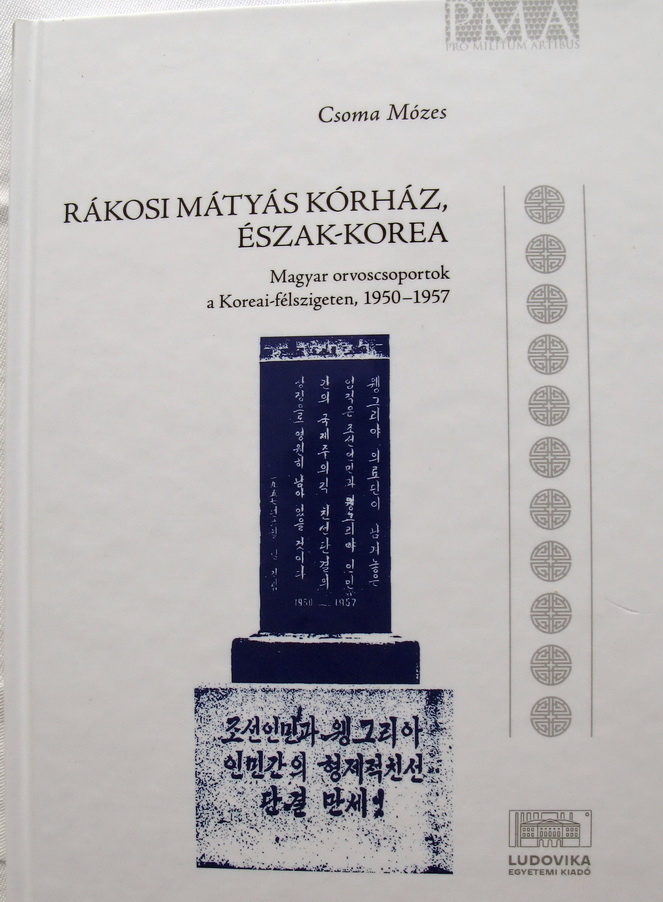 PMA
PRO MILITUM ARTIBUS
Csoma Mózes
RÁKOSI MÁTYÁS KÓRHÁZ,
ÉSZAK-KOREA
Magyar orvoscsoportok
a Koreai-félszigeten, 1950–1957
웽그리아 의료단이 남겨놓은
업적은 조선인민과 웽그리아 인민
간의 국제주의적 친선단결의
상징으로 영원히 남아 있을 것이다
1950 — 1957
조선인민과 웽그리아
인민간의 형제적친선
단결 만세!
LUDOVIKA
EGYETEMI KIADÓ